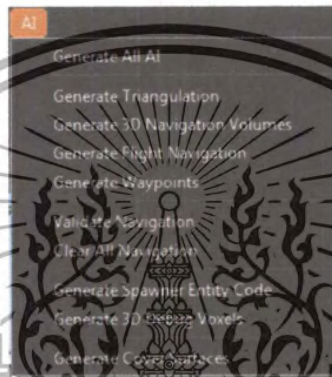 AI
Generate All AI
Generate Triangulation
Generate 3D Navigation Volumes
Generate Flight Navigation
Generate Waypoints
Validate Navigation
Clear All Navigation
Generate Spawner Entity Code
Generate 3D Debug Voxels
Generate Cover Surfaces